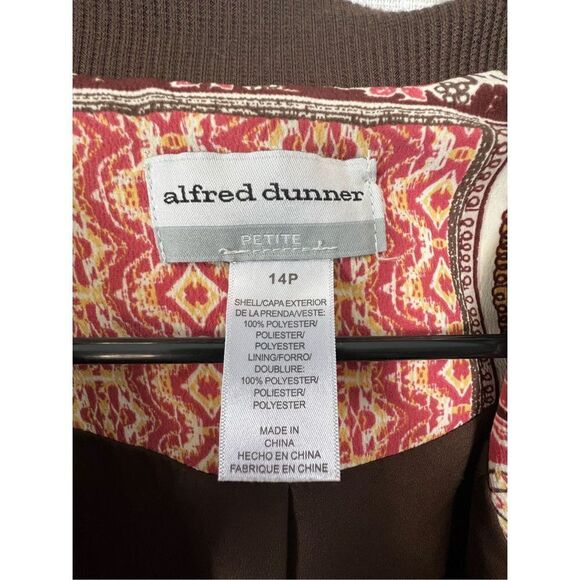 alfred dunner
PETITE
14P
SHELL/CAPA EXTERIOR
DE LA PRENDA/VESTE:
100% POLYESTER/
POLIESTER/
POLYESTER
LINING/FORRO/
DOUBLURE:
100% POLYESTER/
POLIESTER/
POLYESTER
MADE IN
CHINA
HECHO EN CHINA
FABRIQUE EN CHINE